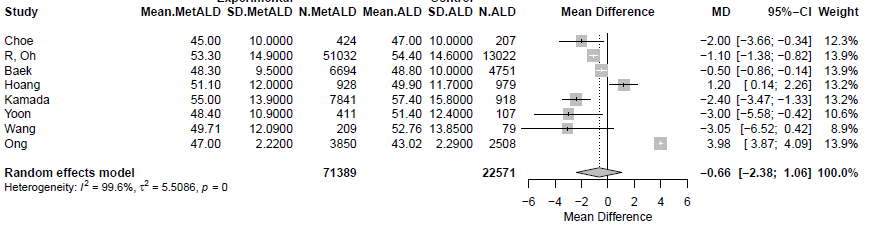 Experimental Control
Study Mean.MetALD SD.MetALD N.MetALD Mean.ALD SD.ALD N.ALD Mean Difference MD 95%−CI Weight
Choe 45.00 10.0000 424 47.00 10.0000 207 −2.00 [−3.66; −0.34] 12.3%
R, Oh 53.30 14.9000 51032 54.40 14.6000 13022 −1.10 [−1.38; −0.82] 13.9%
Baek 48.30 9.5000 6694 48.80 10.0000 4751 −0.50 [−0.86; −0.14] 13.9%
Hoang 51.10 12.0000 928 49.90 11.7000 979 1.20 [ 0.14; 2.26] 13.2%
Kamada 55.00 13.9000 7841 57.40 15.8000 918 −2.40 [−3.47; −1.33] 13.2%
Yoon 48.40 10.9000 411 51.40 12.4000 107 −3.00 [−5.58; −0.42] 10.6%
Wang 49.71 12.0900 209 52.76 13.8500 79 −3.05 [−6.52; 0.42] 8.9%
Ong 47.00 2.2200 3850 43.02 2.2900 2508 3.98 [ 3.87; 4.09] 13.9%
Random effects model 71389 22571 −0.66 [−2.38; 1.06] 100.0%
Heterogeneity: I² = 99.6%, τ² = 5.5086, p = 0
−6 −4 −2 0 2 4 6
Mean Difference